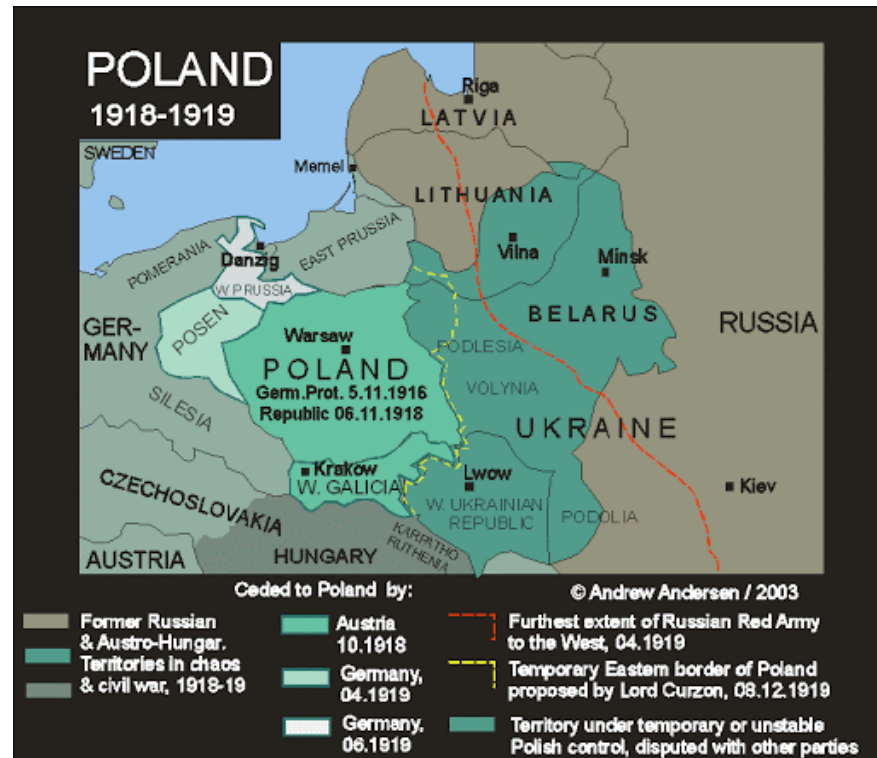 POLAND
1918-1919
SWEDEN
Riga
LATVIA
Memel
LITHUANIA
Vilna
Minsk
BELARUS
RUSSIA
POMERANIA
Danzig
EAST PRUSSIA
W.PRUSSIA
GER-
MANY
POSEN
Warsaw
POLAND
Germ.Prot. 5.11.1916
Republic 06.11.1918
PODLESIA
VOLYNIA
SILESIA
UKRAINE
Krakow
W. GALICIA
Lwow
W. UKRAINIAN
REPUBLIC
PODOLIA
Kiev
CZECHOSLOVAKIA
KARPATHO
RUTHENIA
AUSTRIA
HUNGARY
Ceded to Poland by:
© Andrew Andersen / 2003
Former Russian
& Austro-Hungar.
Territories in chaos
& civil war, 1918-19
Austria
10.1918
Germany,
04.1919
Germany,
06.1919
Furthest extent of Russian Red Army
to the West, 04.1919
Temporary Eastern border of Poland
proposed by Lord Curzon, 08.12.1919
Territory under temporary or unstable
Polish control, disputed with other parties